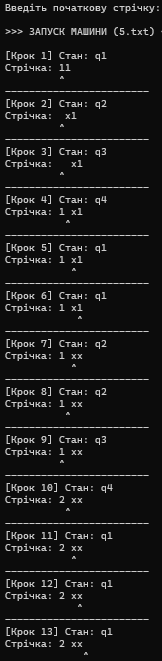 Введіть початкову стрічку:
>>> ЗАПУСК МАШИНИ (5.txt)
[Крок 1] Стан: q1
Стрічка: 11
^
------------------------
[Крок 2] Стан: q2
Стрічка:  x1
^
------------------------
[Крок 3] Стан: q3
Стрічка:   x1
^
------------------------
[Крок 4] Стан: q4
Стрічка: 1 x1
^
------------------------
[Крок 5] Стан: q1
Стрічка: 1 x1
^
------------------------
[Крок 6] Стан: q1
Стрічка: 1 x1
^
------------------------
[Крок 7] Стан: q2
Стрічка: 1 xx
^
------------------------
[Крок 8] Стан: q2
Стрічка: 1 xx
^
------------------------
[Крок 9] Стан: q3
Стрічка: 1 xx
^
------------------------
[Крок 10] Стан: q4
Стрічка: 2 xx
^
------------------------
[Крок 11] Стан: q1
Стрічка: 2 xx
^
------------------------
[Крок 12] Стан: q1
Стрічка: 2 xx
^
------------------------
[Крок 13] Стан: q1
Стрічка: 2 xx
^